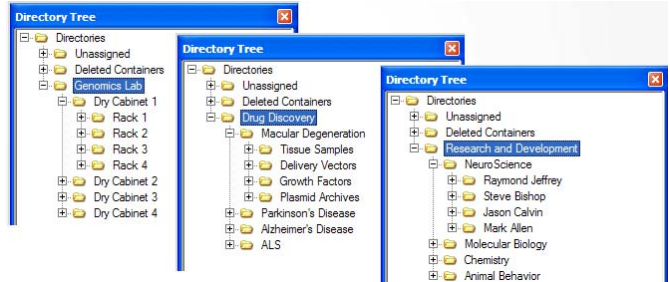 Directory Tree
Directories
Unassigned
Deleted Containers
Genomics Lab
Dry Cabinet 1
Rack 1
Rack 2
Rack 3
Rack 4
Dry Cabinet 2
Dry Cabinet 3
Dry Cabinet 4
Directory Tree
Directories
Unassigned
Deleted Containers
Drug Discovery
Macular Degeneration
Tissue Samples
Delivery Vectors
Growth Factors
Plasmid Archives
Parkinson's Disease
Alzheimer's Disease
ALS
Directory Tree
Directories
Unassigned
Deleted Containers
Research and Development
NeuroScience
Raymond Jeffrey
Steve Bishop
Jason Calvin
Mark Allen
Molecular Biology
Chemistry
Animal Behavior